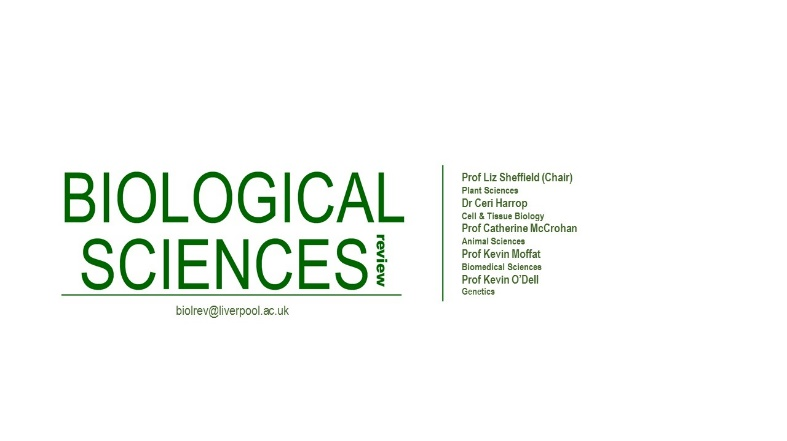 BIOLOGICAL
SCIENCES
review
biolrev@liverpool.ac.uk
Prof Liz Sheffield (Chair)
Plant Sciences
Dr Ceri Harrop
Cell & Tissue Biology
Prof Catherine McCrohan
Animal Sciences
Prof Kevin Moffat
Biomedical Sciences
Prof Kevin O'Dell
Genetics